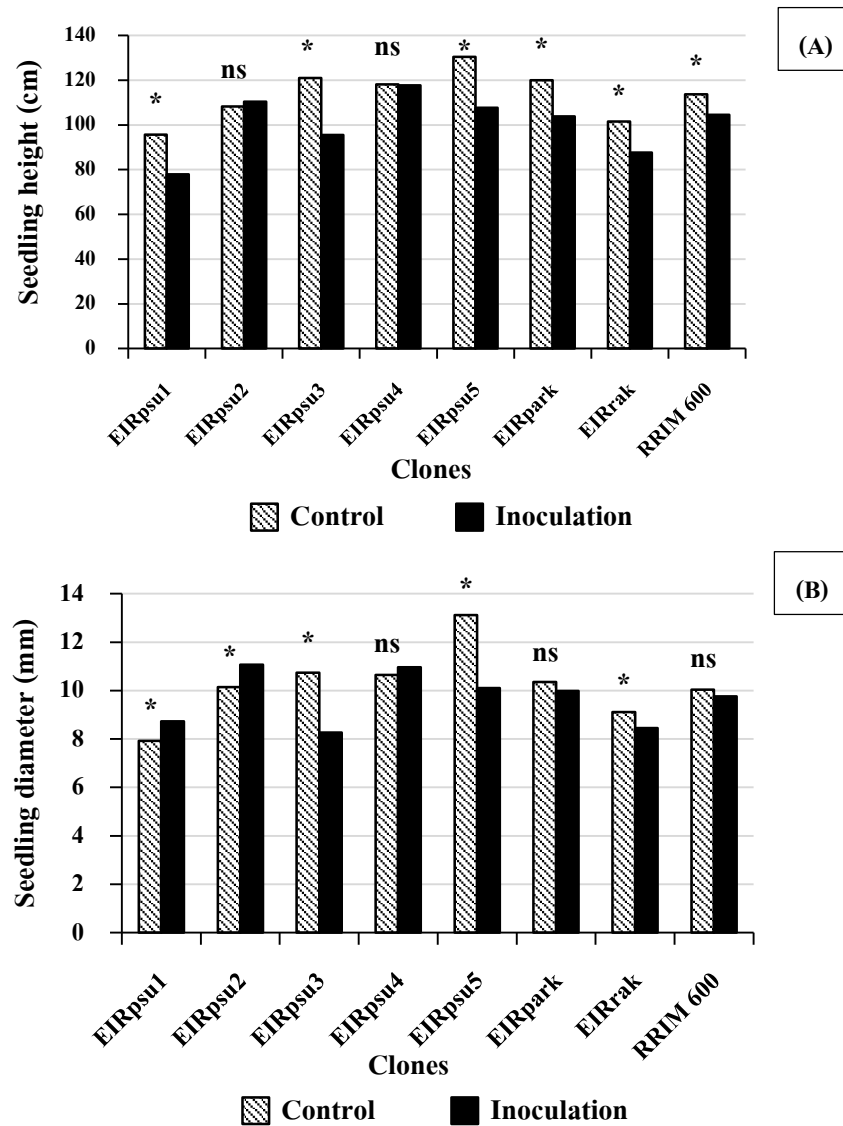 (A)
Seedling height (cm)
140
120
100
80
60
40
20
0
*
ns
*
ns
*
*
*
*
EIRpsu1
EIRpsu2
EIRpsu3
EIRpsu4
EIRpsu5
EIRpark
EIRrak
RRIM 600
Clones
Control
Inoculation
(B)
Seedling diameter (mm)
14
12
10
8
6
4
2
0
*
*
*
ns
*
ns
*
ns
EIRpsu1
EIRpsu2
EIRpsu3
EIRpsu4
EIRpsu5
EIRpark
EIRrak
RRIM 600
Clones
Control
Inoculation